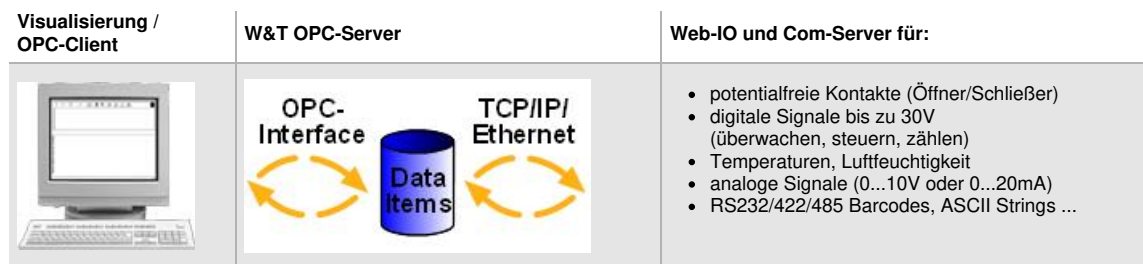 Visualisierung /
OPC-Client
W&T OPC-Server
Web-IO und Com-Server für:
OPC-
Interface
TCP/IP/
Ethernet
Data
items
• potentialfreie Kontakte (Öffner/Schließer)
• digitale Signale bis zu 30V
(überwachen, steuern, zählen)
• Temperaturen, Luftfeuchtigkeit
• analoge Signale (0...10V oder 0...20mA)
• RS232/422/485 Barcodes, ASCII Strings ...